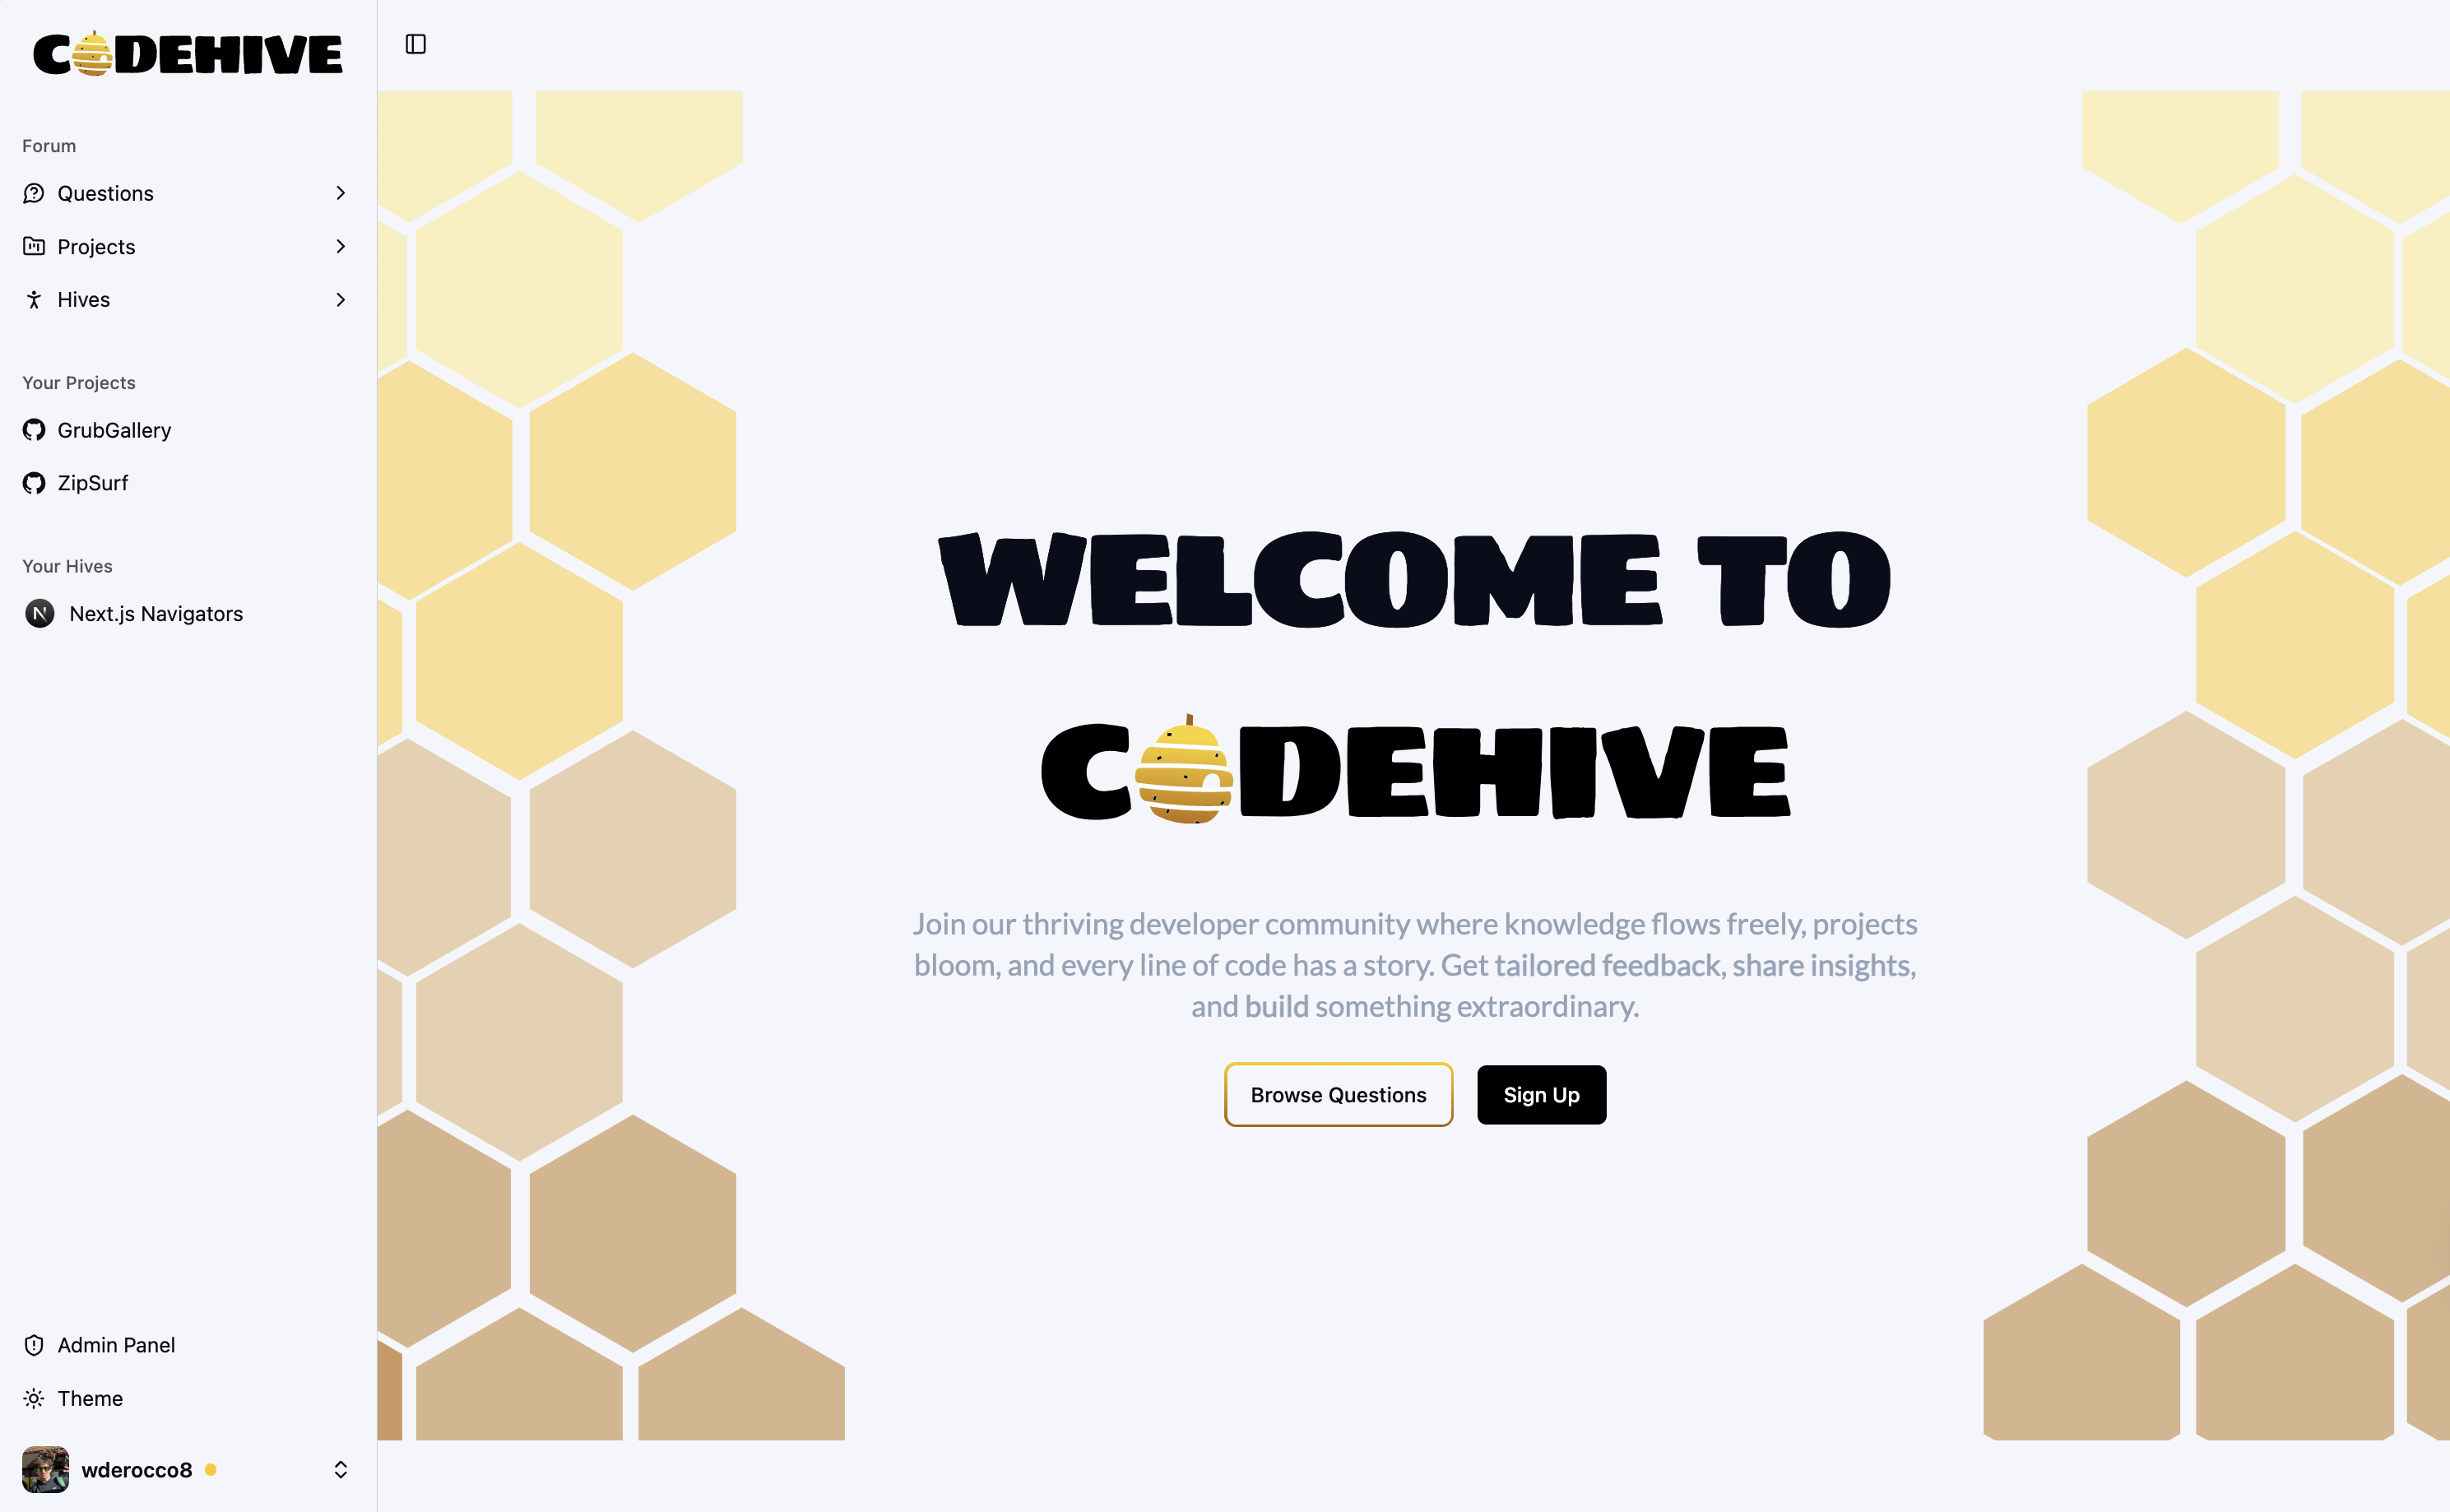 CODEHIVE
Forum
Questions
Projects
Hives
Your Projects
GrubGallery
ZipSurf
Your Hives
N Next.js Navigators
Admin Panel
Theme
wderocco8
WELCOME TO
CODEHIVE
Join our thriving developer community where knowledge flows freely, projects
bloom, and every line of code has a story. Get tailored feedback, share insights,
and build something extraordinary.
Browse Questions
Sign Up